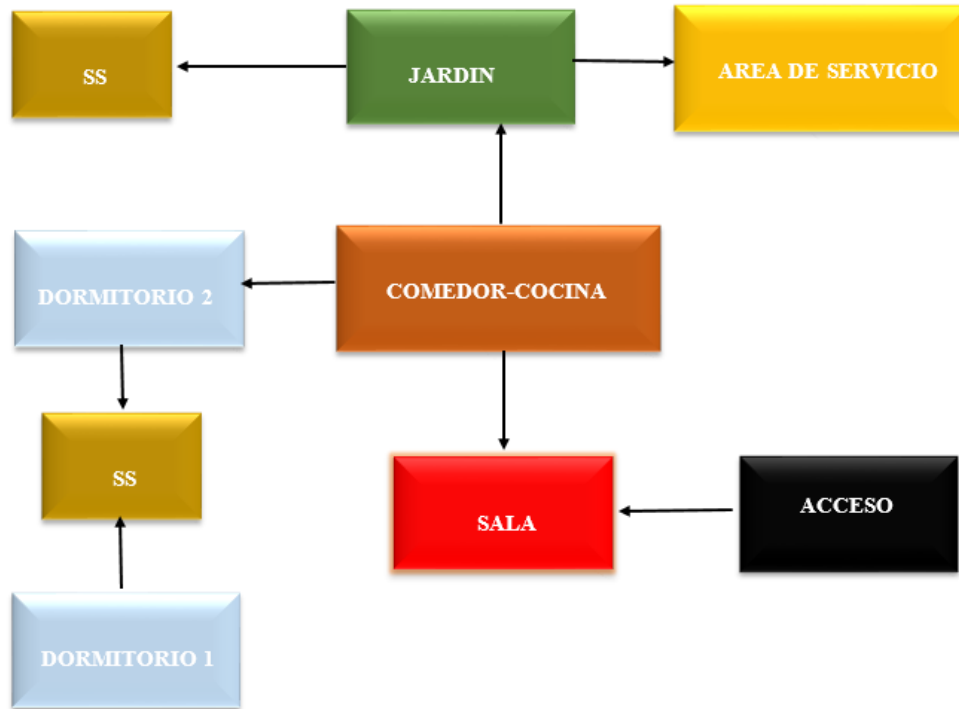 SS
JARDIN
AREA DE SERVICIO
DORMITORIO 2
COMEDOR-COCINA
SS
SALA
ACCESO
DORMITORIO 1